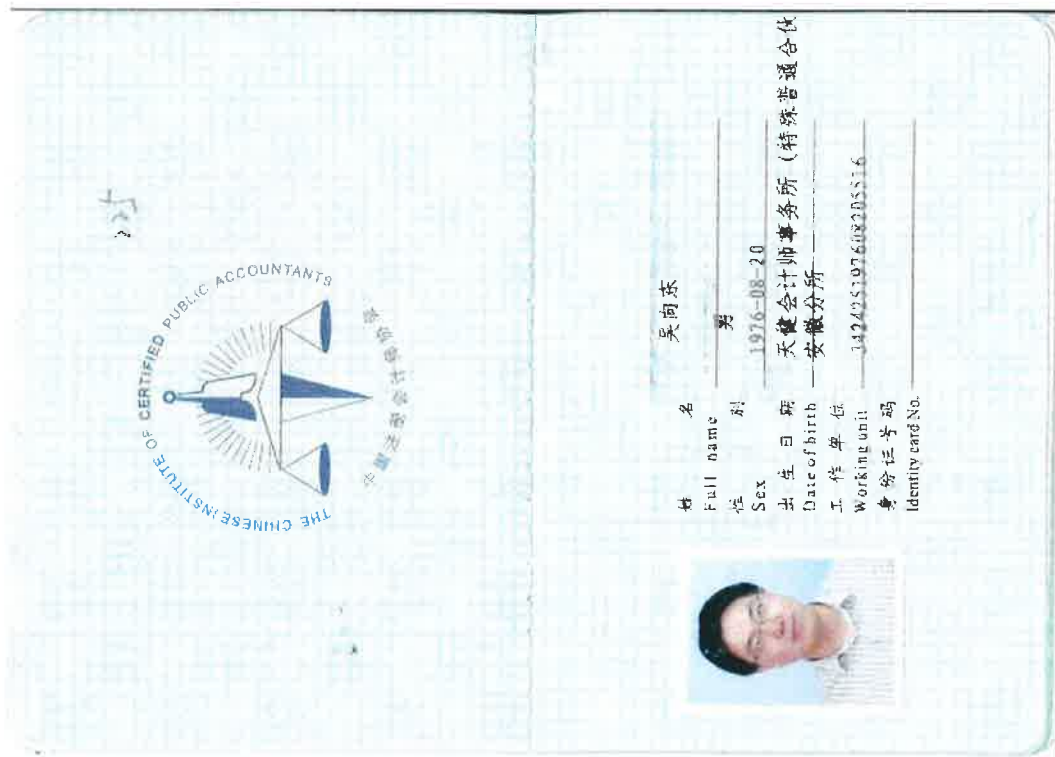 THE CHINESE INSTITUTE OF CERTIFIED PUBLIC ACCOUNTANTS
中国注册会计师协会
姓 名 吴向东
Full name
性 别 男
Sex
出 生 日 期 1976-08-20
Date of birth
工 作 单 位 天健会计师事务所（特殊普通合伙
Working unit 安徽分所
身份证号码 342425197608205516
Identity card No.